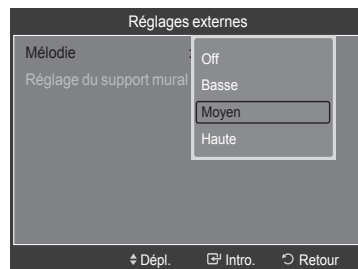 Réglages externes
Mélodie :
Off
Réglage du support mural
Basse
Moyen
Haute
Dépl. Intro. Retour